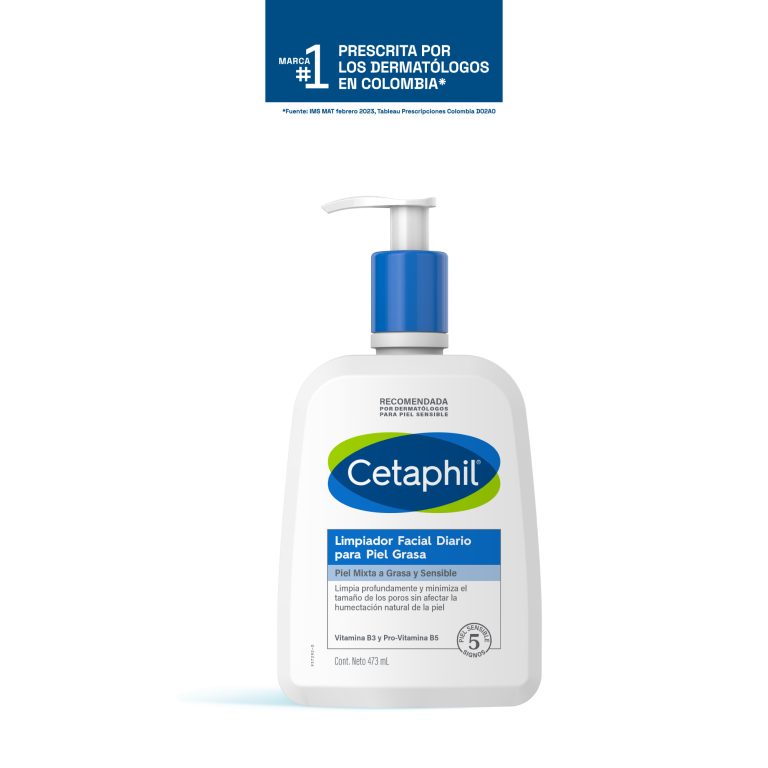 MARCA
#1
PRESCRITA POR
LOS DERMATÓLOGOS
EN COLOMBIA*
*Fuente: IMS MAT febrero 2023, Tableau Prescripciones Colombia D02A0
RECOMENDADA
POR DERMATÓLOGOS
PARA PIEL SENSIBLE
Cetaphil®
Limpiador Facial Diario
para Piel Grasa
Piel Mixta a Grasa y Sensible
Limpia profundamente y minimiza el
tamaño de los poros sin afectar la
humectación natural de la piel
Vitamina B3 y Pro-Vitamina B5
PIEL SENSIBLE
5
SIGNOS
Cont. Neto 473 mL